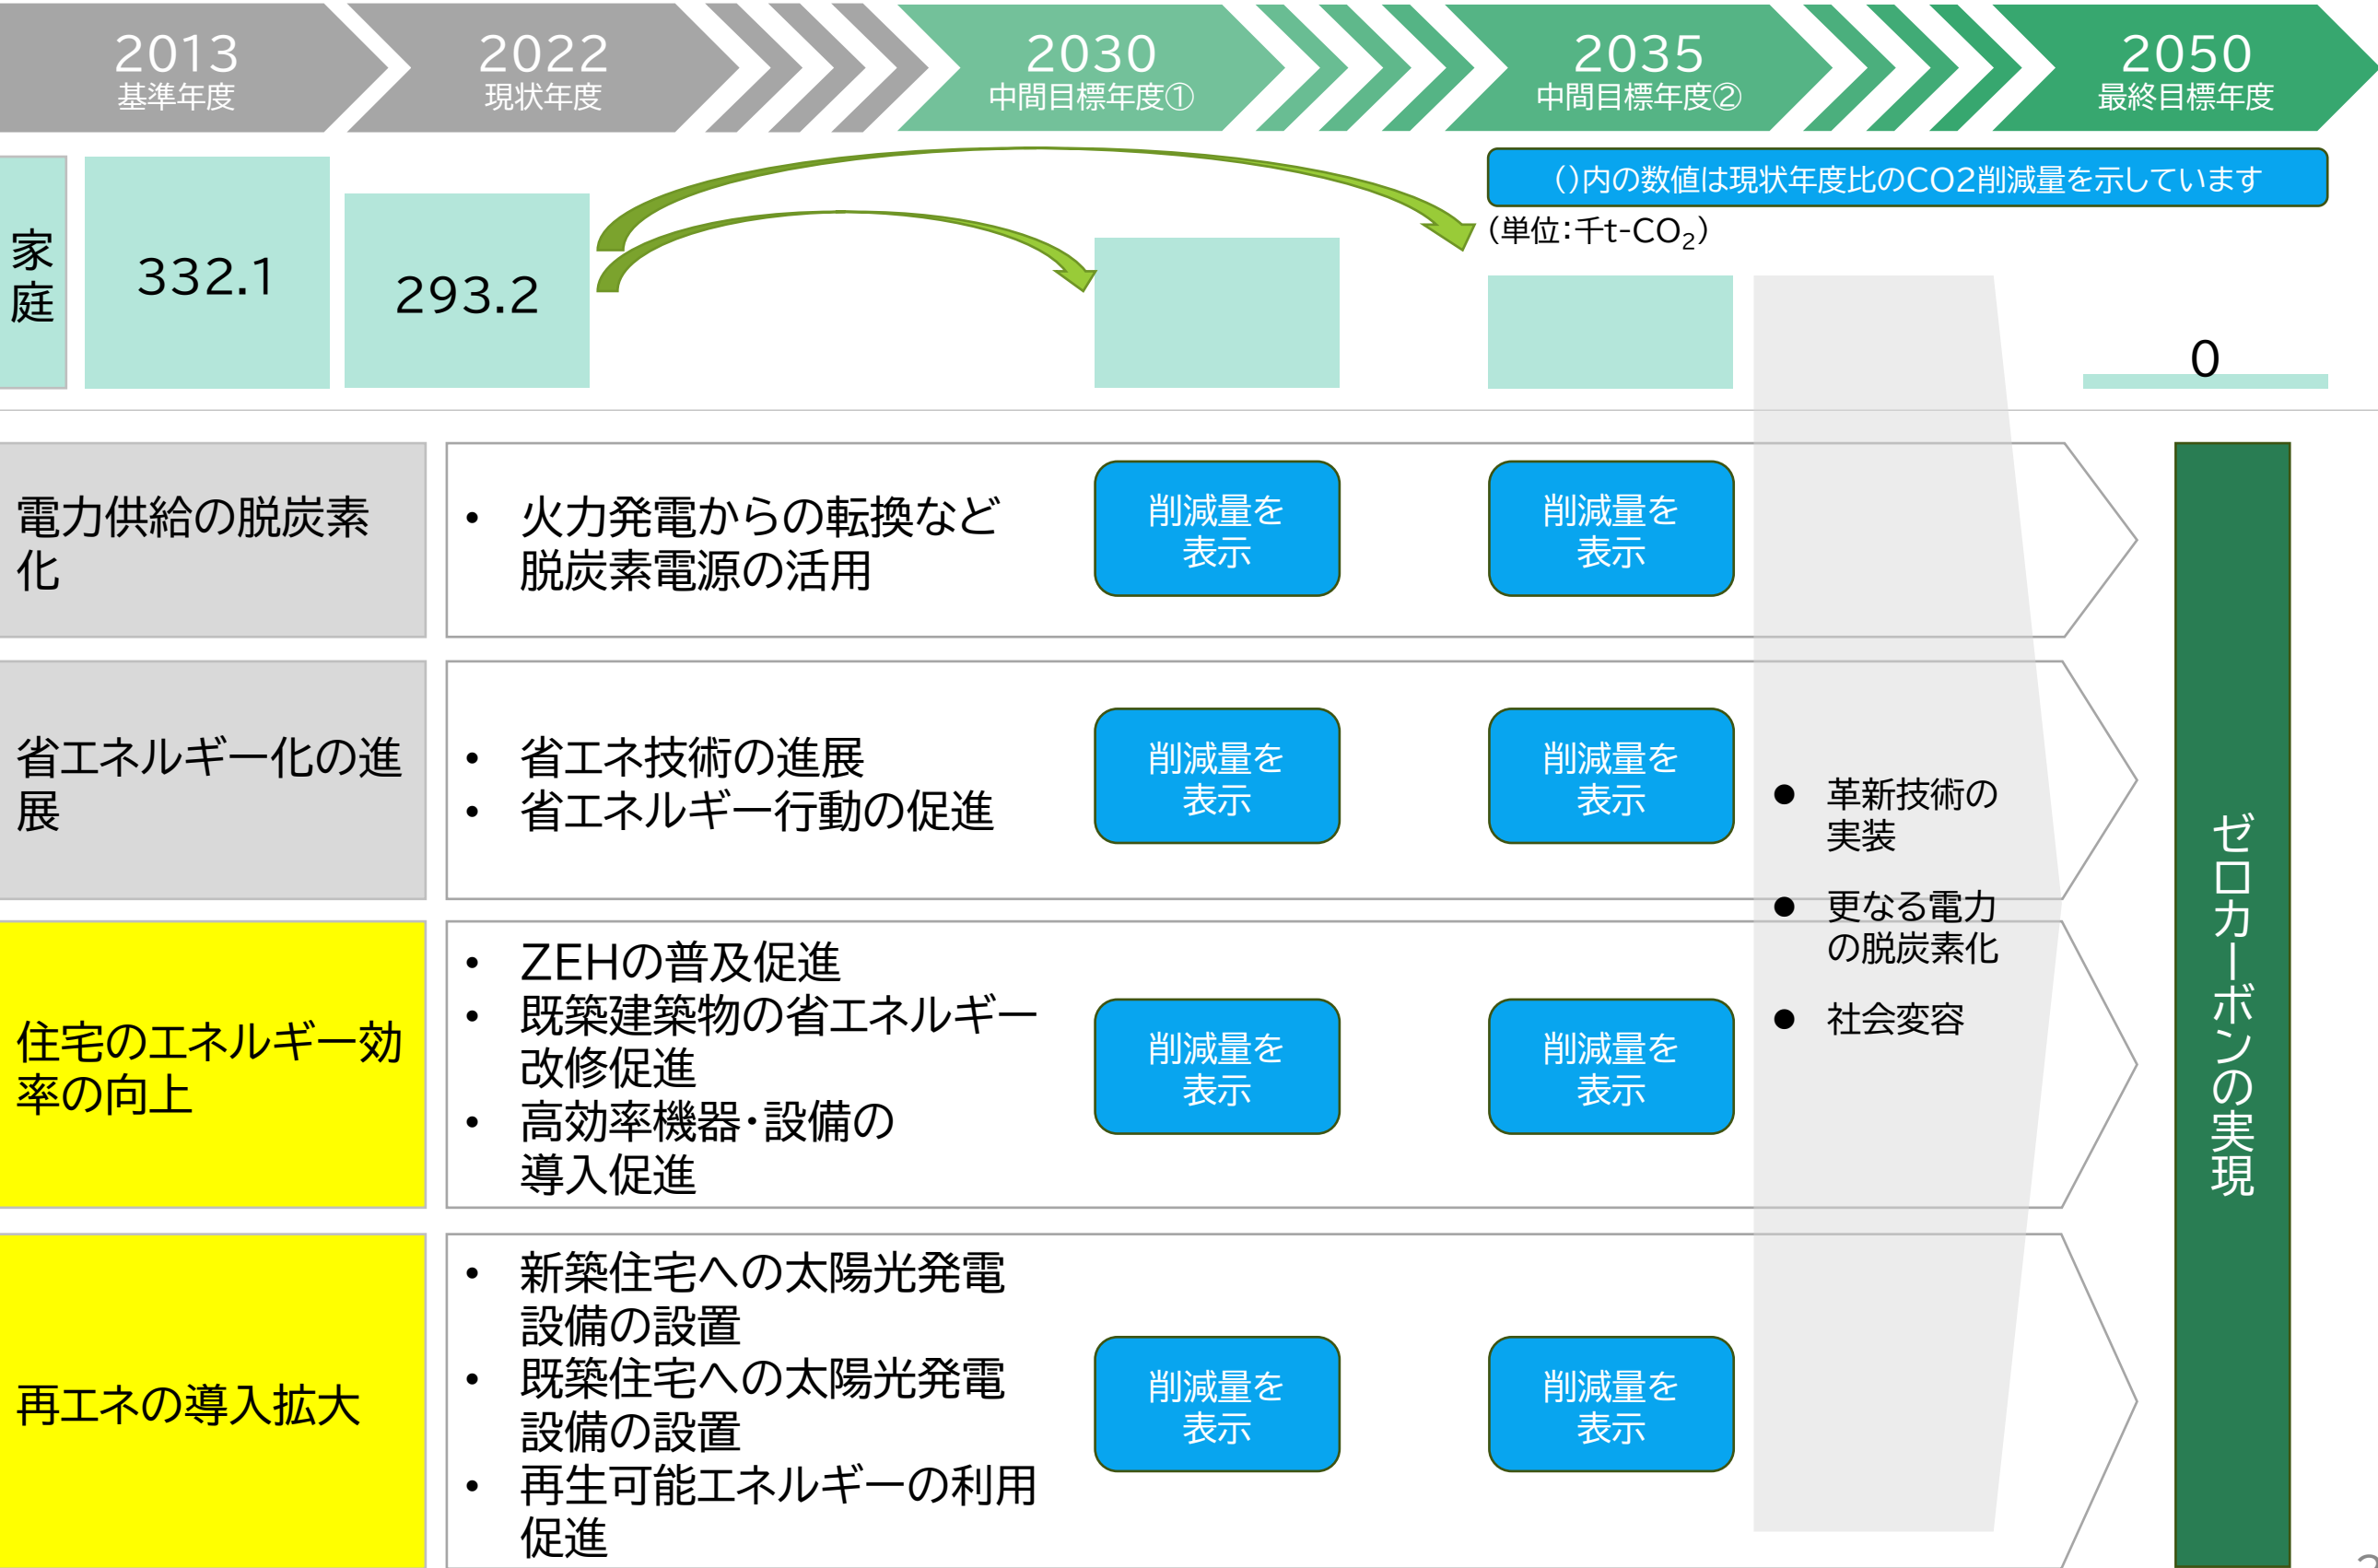 2013
基準年度
2022
現状年度
2030
中間目標年度①
2035
中間目標年度②
2050
最終目標年度
()内の数値は現状年度比のCO2削減量を示しています
(単位:千t-CO₂)
家庭
332.1
293.2
0
電力供給の脱炭素
化
• 火力発電からの転換など
脱炭素電源の活用
削減量を
表示
削減量を
表示
省エネルギー化の進
展
• 省エネ技術の進展
• 省エネルギー行動の促進
削減量を
表示
削減量を
表示
住宅のエネルギー効
率の向上
• ZEHの普及促進
• 既築建築物の省エネルギー
改修促進
• 高効率機器・設備の
導入促進
削減量を
表示
削減量を
表示
再エネの導入拡大
• 新築住宅への太陽光発電
設備の設置
• 既築住宅への太陽光発電
設備の設置
• 再生可能エネルギーの利用
促進
削減量を
表示
削減量を
表示
● 革新技術の
実装
● 更なる電力
の脱炭素化
● 社会変容
ゼロカーボンの実現